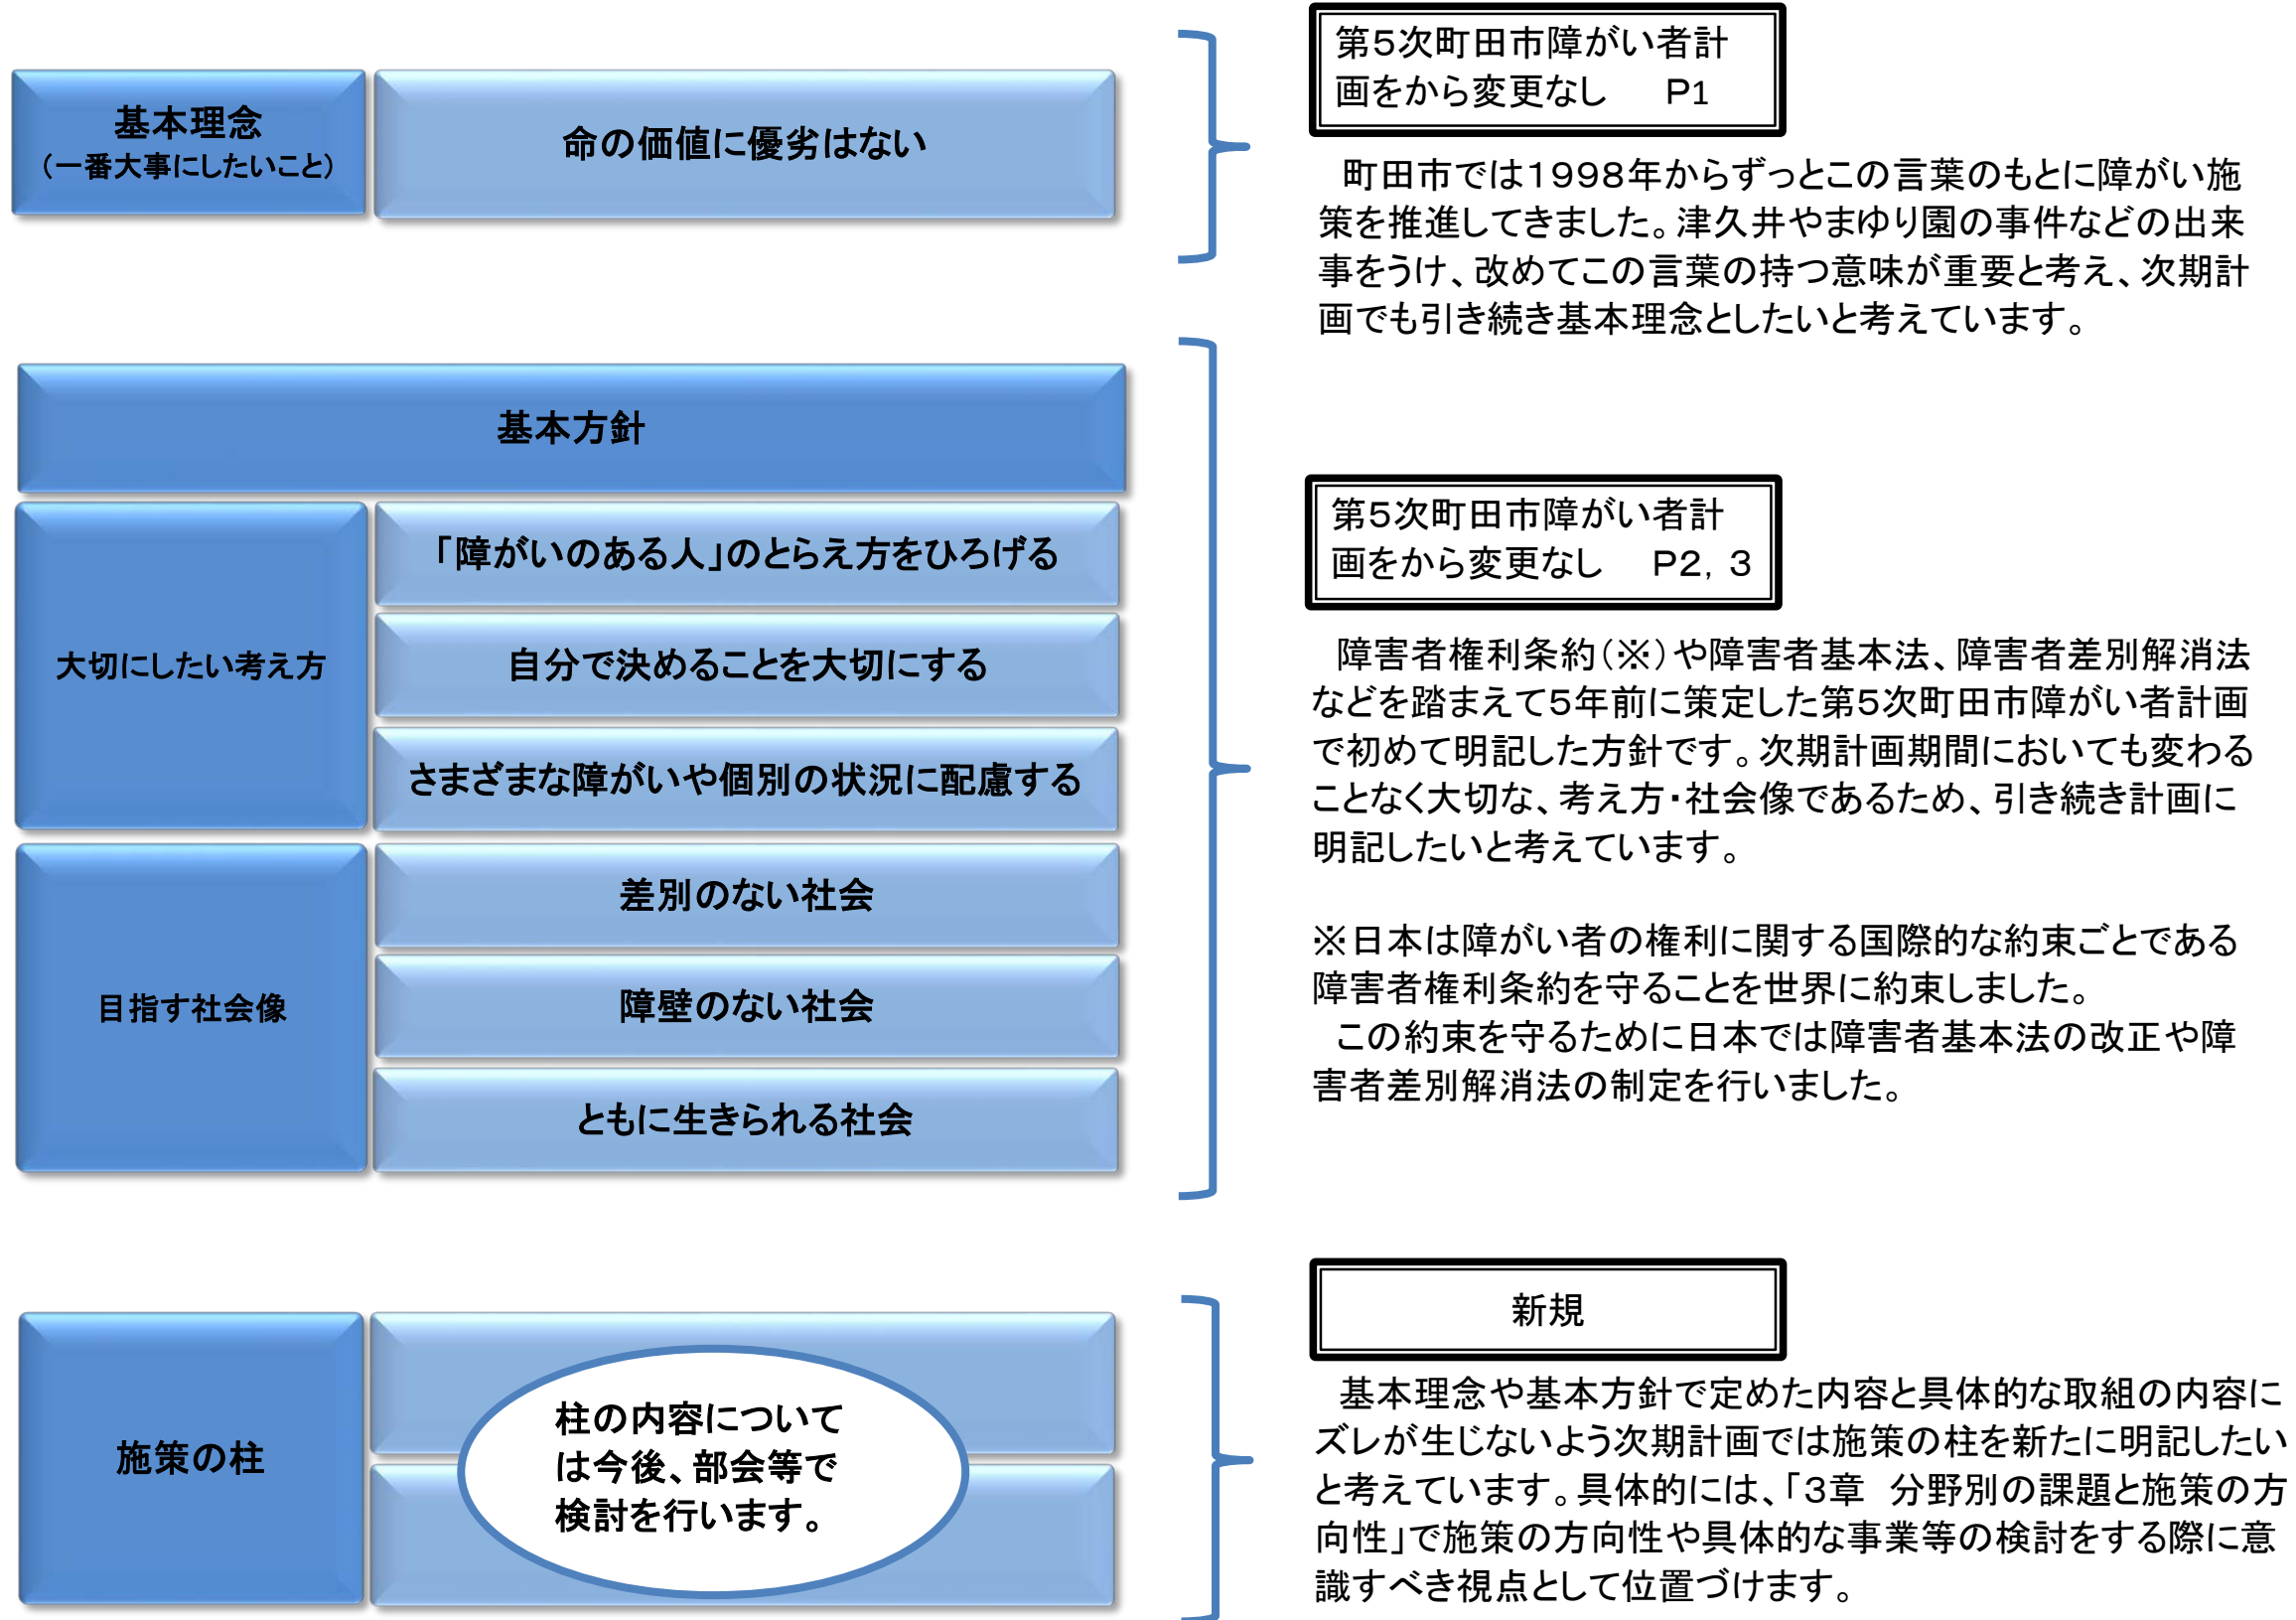 基本理念
（一番大事にしたいこと）
命の価値に優劣はない
第５次町田市障がい者計
画をから変更なし　P1
町田市では１９９８年からずっとこの言葉のもとに障がい施
策を推進してきました。津久井やまゆり園の事件などの出来
事をうけ、改めてこの言葉の持つ意味が重要と考え、次期計
画でも引き続き基本理念としたいと考えています。
基本方針
大切にしたい考え方
「障がいのある人」のとらえ方をひろげる
自分で決めることを大切にする
さまざまな障がいや個別の状況に配慮する
目指す社会像
差別のない社会
障壁のない社会
ともに生きられる社会
第５次町田市障がい者計
画をから変更なし　P２，３
障害者権利条約（※）や障害者基本法、障害者差別解消法
などを踏まえて５年前に策定した第５次町田市障がい者計画
で初めて明記した方針です。次期計画期間においても変わる
ことなく大切な、考え方・社会像であるため、引き続き計画に
明記したいと考えています。
※日本は障がい者の権利に関する国際的な約束ごとである
障害者権利条約を守ることを世界に約束しました。
この約束を守るために日本では障害者基本法の改正や障
害者差別解消法の制定を行いました。
施策の柱
柱の内容について
は今後、部会等で
検討を行います。
新規
基本理念や基本方針で定めた内容と具体的な取組の内容に
ズレが生じないよう次期計画では施策の柱を新たに明記したい
と考えています。具体的には、「３章　分野別の課題と施策の方
向性」で施策の方向性や具体的な事業等の検討をする際に意
識すべき視点として位置づけます。